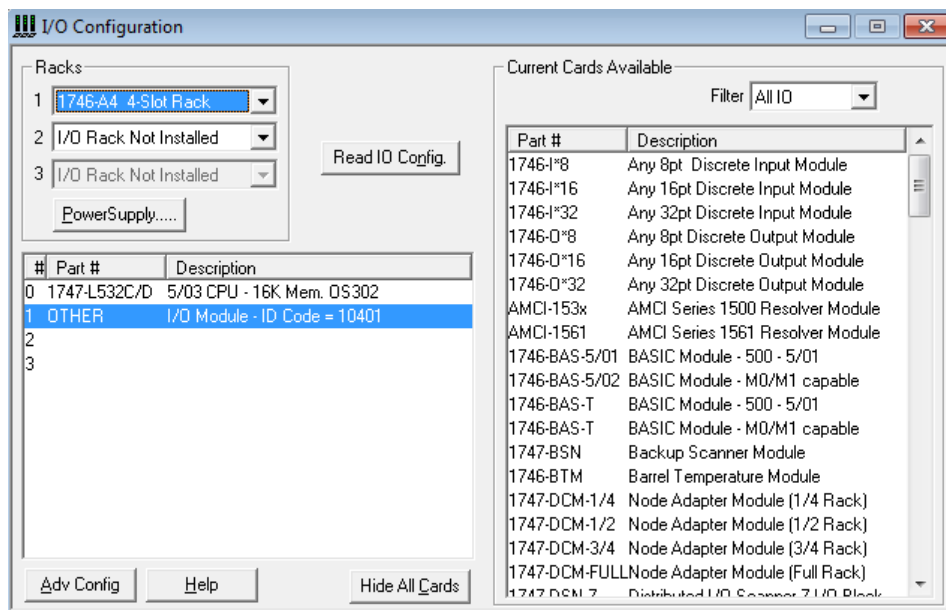 I/O Configuration
Racks
1 1746-A4 4-Slot Rack
2 I/O Rack Not Installed
3 I/O Rack Not Installed
PowerSupply.....
Read IO Config.
# Part # Description
0 1747-L532C/D 5/03 CPU - 16K Mem. OS302
1 OTHER I/O Module - ID Code = 10401
2
3
Adv Config Help Hide All Cards
Current Cards Available
Filter All IO
Part # Description
1746-I*8 Any 8pt Discrete Input Module
1746-I*16 Any 16pt Discrete Input Module
1746-I*32 Any 32pt Discrete Input Module
1746-O*8 Any 8pt Discrete Output Module
1746-O*16 Any 16pt Discrete Output Module
1746-O*32 Any 32pt Discrete Output Module
AMCI-153x AMCI Series 1500 Resolver Module
AMCI-1561 AMCI Series 1561 Resolver Module
1746-BAS-5/01 BASIC Module - 500 - 5/01
1746-BAS-5/02 BASIC Module - M0/M1 capable
1746-BAS-T BASIC Module - 500 - 5/01
1746-BAS-T BASIC Module - M0/M1 capable
1747-BSN Backup Scanner Module
1746-BTM Barrel Temperature Module
1747-DCM-1/4 Node Adapter Module (1/4 Rack)
1747-DCM-1/2 Node Adapter Module (1/2 Rack)
1747-DCM-3/4 Node Adapter Module (3/4 Rack)
1747-DCM-FULL Node Adapter Module (Full Rack)
1747-DSN-7 Distributed I/O Scanner 7 I/O Block